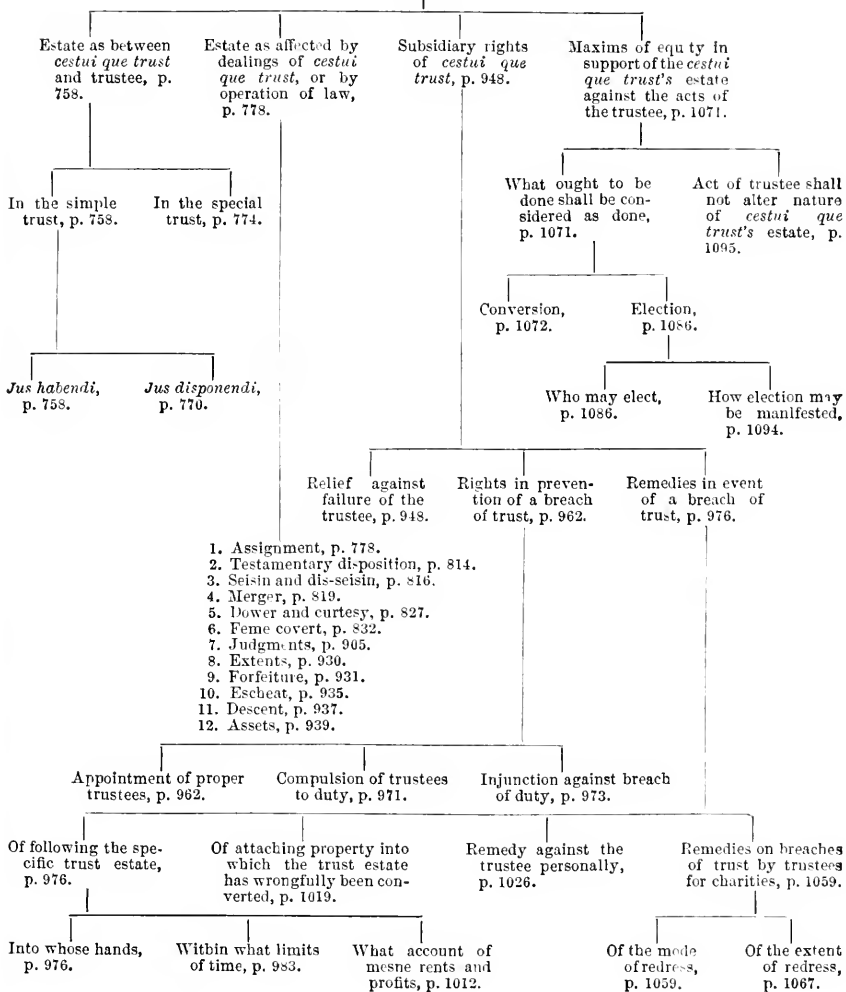 Estate as between
cestui que trust
and trustee, p.
758.
Estate as affected by
dealings of cestui
que trust, or by
operation of law,
p. 778.
Subsidiary rights
of cestui que
trust, p. 948.
Maxims of equ ty in
support of the cestui
que trust's estate
against the acts of
the trustee, p. 1071.
In the simple
trust, p. 758.
In the special
trust, p. 774.
What ought to be
done shall be con-
sidered as done,
p. 1071.
Act of trustee shall
not alter nature
of cestui que
trust's estate, p.
1095.
Conversion,
p. 1072.
Election,
p. 1086.
Jus habendi,
p. 758.
Jus disponendi,
p. 770.
Who may elect,
p. 1086.
How election may
be manifested,
p. 1094.
Relief against
failure of the
trustee, p. 948.
Rights in preven-
tion of a breach
of trust, p. 962.
Remedies in event
of a breach of
trust, p. 976.
1. Assignment, p. 778.
2. Testamentary disposition, p. 814.
3. Seisin and dis-seisin, p. 816.
4. Merger, p. 819.
5. Dower and curtesy, p. 827.
6. Feme covert, p. 832.
7. Judgments, p. 905.
8. Extents, p. 930.
9. Forfeiture, p. 931.
10. Escheat, p. 935.
11. Descent, p. 937.
12. Assets, p. 939.
Appointment of proper
trustees, p. 962.
Compulsion of trustees
to duty, p. 971.
Injunction against breach
of duty, p. 973.
Of following the spe-
cific trust estate,
p. 976.
Of attaching property into
which the trust estate
has wrongfully been con-
verted, p. 1019.
Remedy against the
trustee personally,
p. 1026.
Remedies on breaches
of trust by trustees
for charities, p. 1059.
Into whose hands,
p. 976.
Within what limits
of time, p. 983.
What account of
mesne rents and
profits, p. 1012.
Of the mode
of redress,
p. 1059.
Of the extent
of redress,
p. 1067.